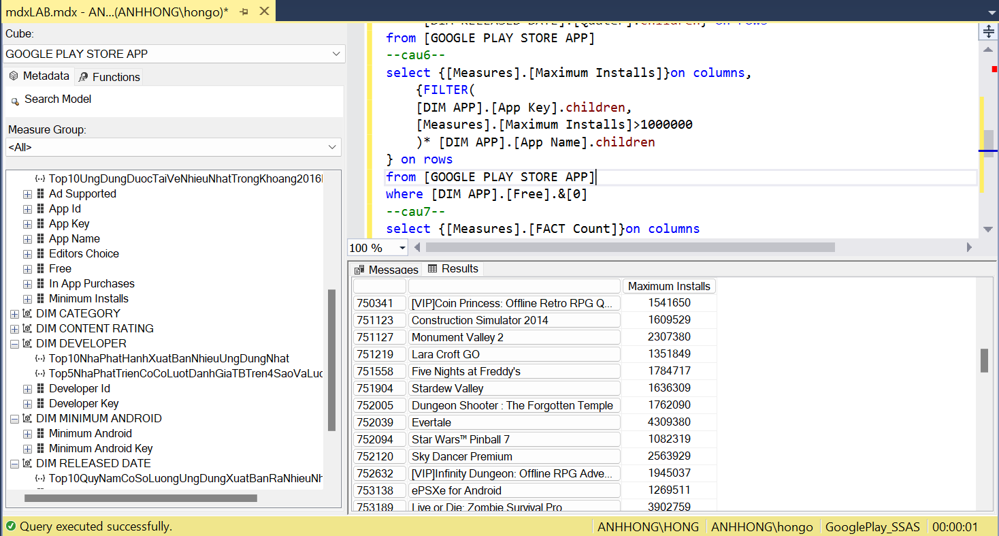 mdxLAB.mdx - AN...(ANHHONG\hongo)*
Cube:
GOOGLE PLAY STORE APP
Metadata
Functions
Search Model
Measure Group:
<All>
Top10UngDungDuocTaiVeNhieuNhatTrongKhoang2016
Ad Supported
App Id
App Key
App Name
Editors Choice
Free
In App Purchases
Minimum Installs
DIM CATEGORY
DIM CONTENT RATING
DIM DEVELOPER
Top10NhaPhatHanhXuatBanNhieuUngDungNhat
Top5NhaPhatTrienCoCoLuotDanhGiaTBTren4SaoVaLuo
Developer Id
Developer Key
DIM MINIMUM ANDROID
Minimum Android
Minimum Android Key
DIM RELEASED DATE
Top10QuyNamCoSoLuongUngDungXuatBanRaNhieuNh
[DIM RELEASED DATE].[Quater].children} on rows
from [GOOGLE PLAY STORE APP]
--cau6--
select {[Measures].[Maximum Installs]}on columns,
{FILTER(
[DIM APP].[App Key].children,
[Measures].[Maximum Installs]>1000000
)* [DIM APP].[App Name].children
} on rows
from [GOOGLE PLAY STORE APP]
where [DIM APP].[Free].&[0]
--cau7--
select {[Measures].[FACT Count]}on columns
100 %
Messages
Results
Maximum Installs
750341 [VIP]Coin Princess: Offline Retro RPG Q... 1541650
751123 Construction Simulator 2014 1609529
751127 Monument Valley 2 2307380
751219 Lara Croft GO 1351849
751558 Five Nights at Freddy's 1784717
751904 Stardew Valley 1636309
752005 Dungeon Shooter : The Forgotten Temple 1762090
752039 Evertale 4309380
752094 Star Wars™ Pinball 7 1082319
752120 Sky Dancer Premium 2563929
752632 [VIP]Infinity Dungeon: Offline RPG Adve... 1945037
753138 ePSXe for Android 1269511
753189 Live or Die: Zombie Survival Pro 3902759
Query executed successfully.
ANHHONG\HONG
ANHHONG\hongo
GooglePlay_SSAS
00:00:01